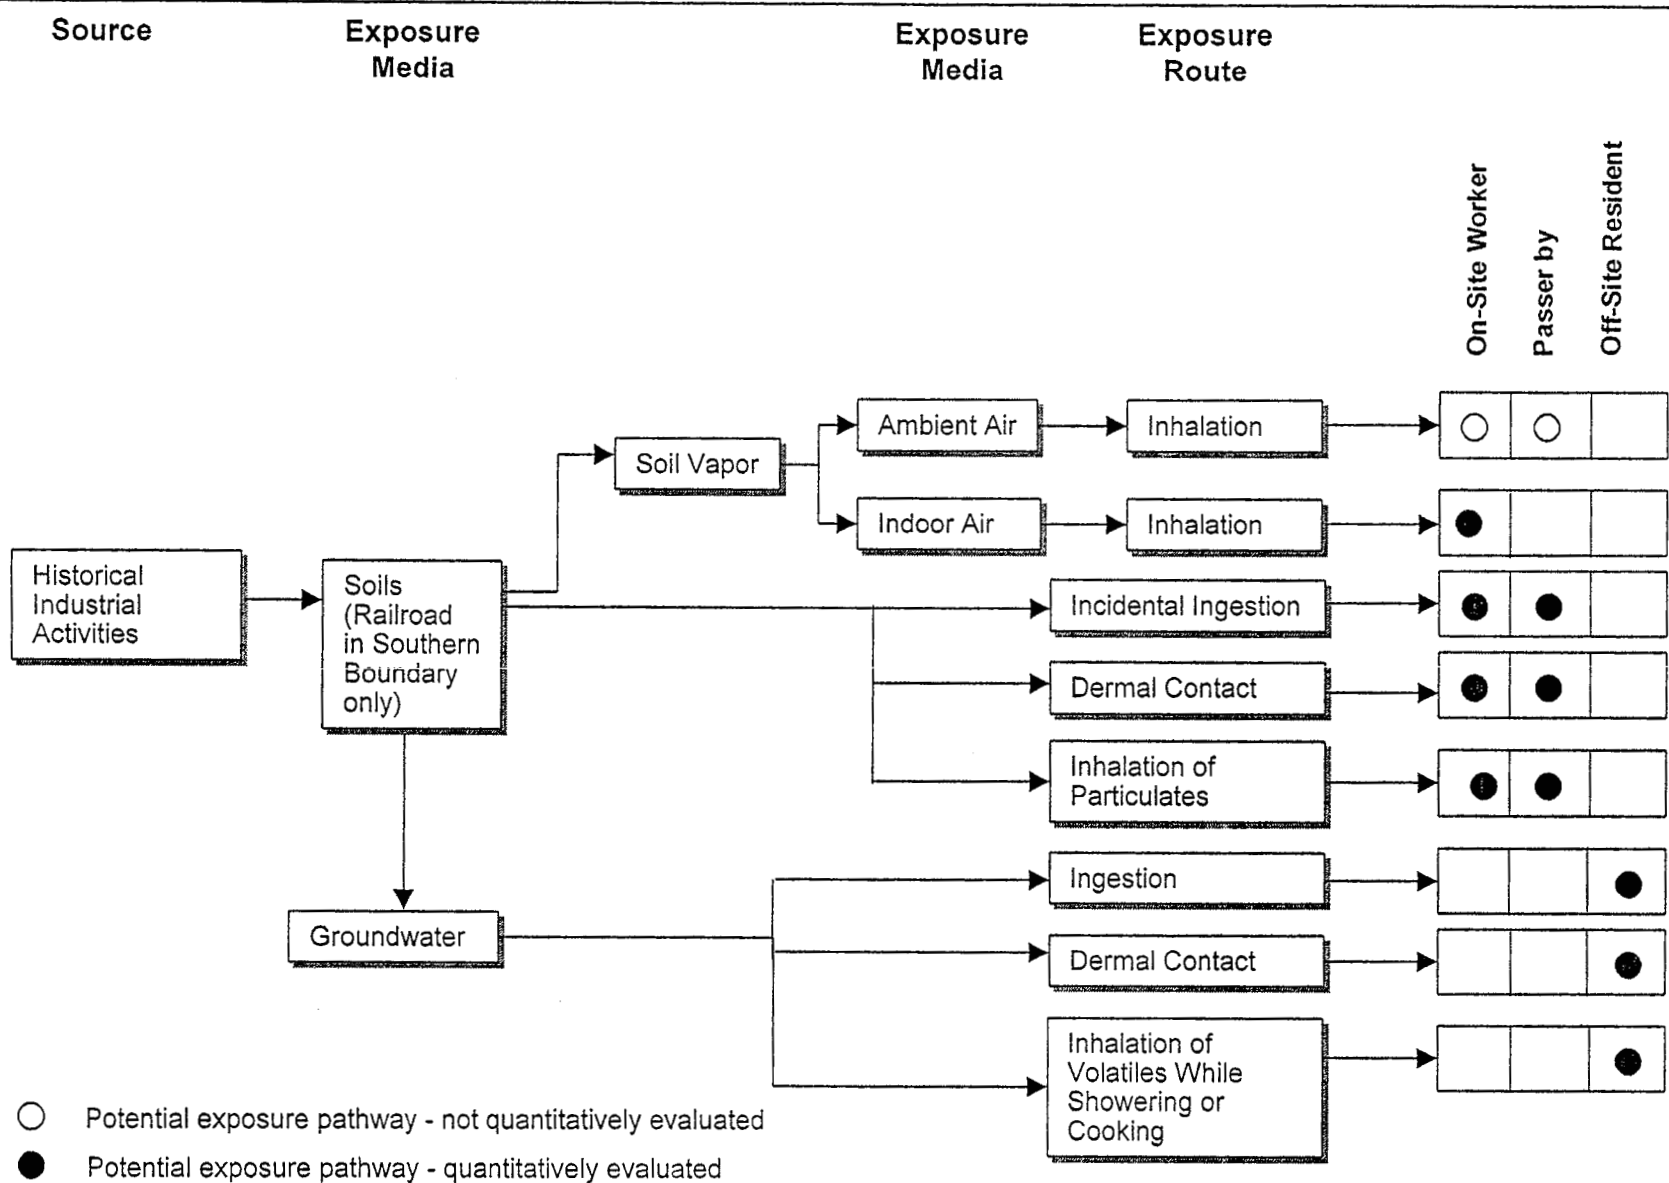 Source
Exposure
Media
Exposure
Media
Exposure
Route
On-Site Worker
Passer by
Off-Site Resident
Ambient Air
Inhalation
Soil Vapor
Indoor Air
Inhalation
Historical
Industrial
Activities
Soils
(Railroad
in Southern
Boundary
only)
Incidental Ingestion
Dermal Contact
Inhalation of
Particulates
Ingestion
Groundwater
Dermal Contact
Inhalation of
Volatiles While
Showering or
Cooking
Potential exposure pathway - not quantitatively evaluated
Potential exposure pathway - quantitatively evaluated